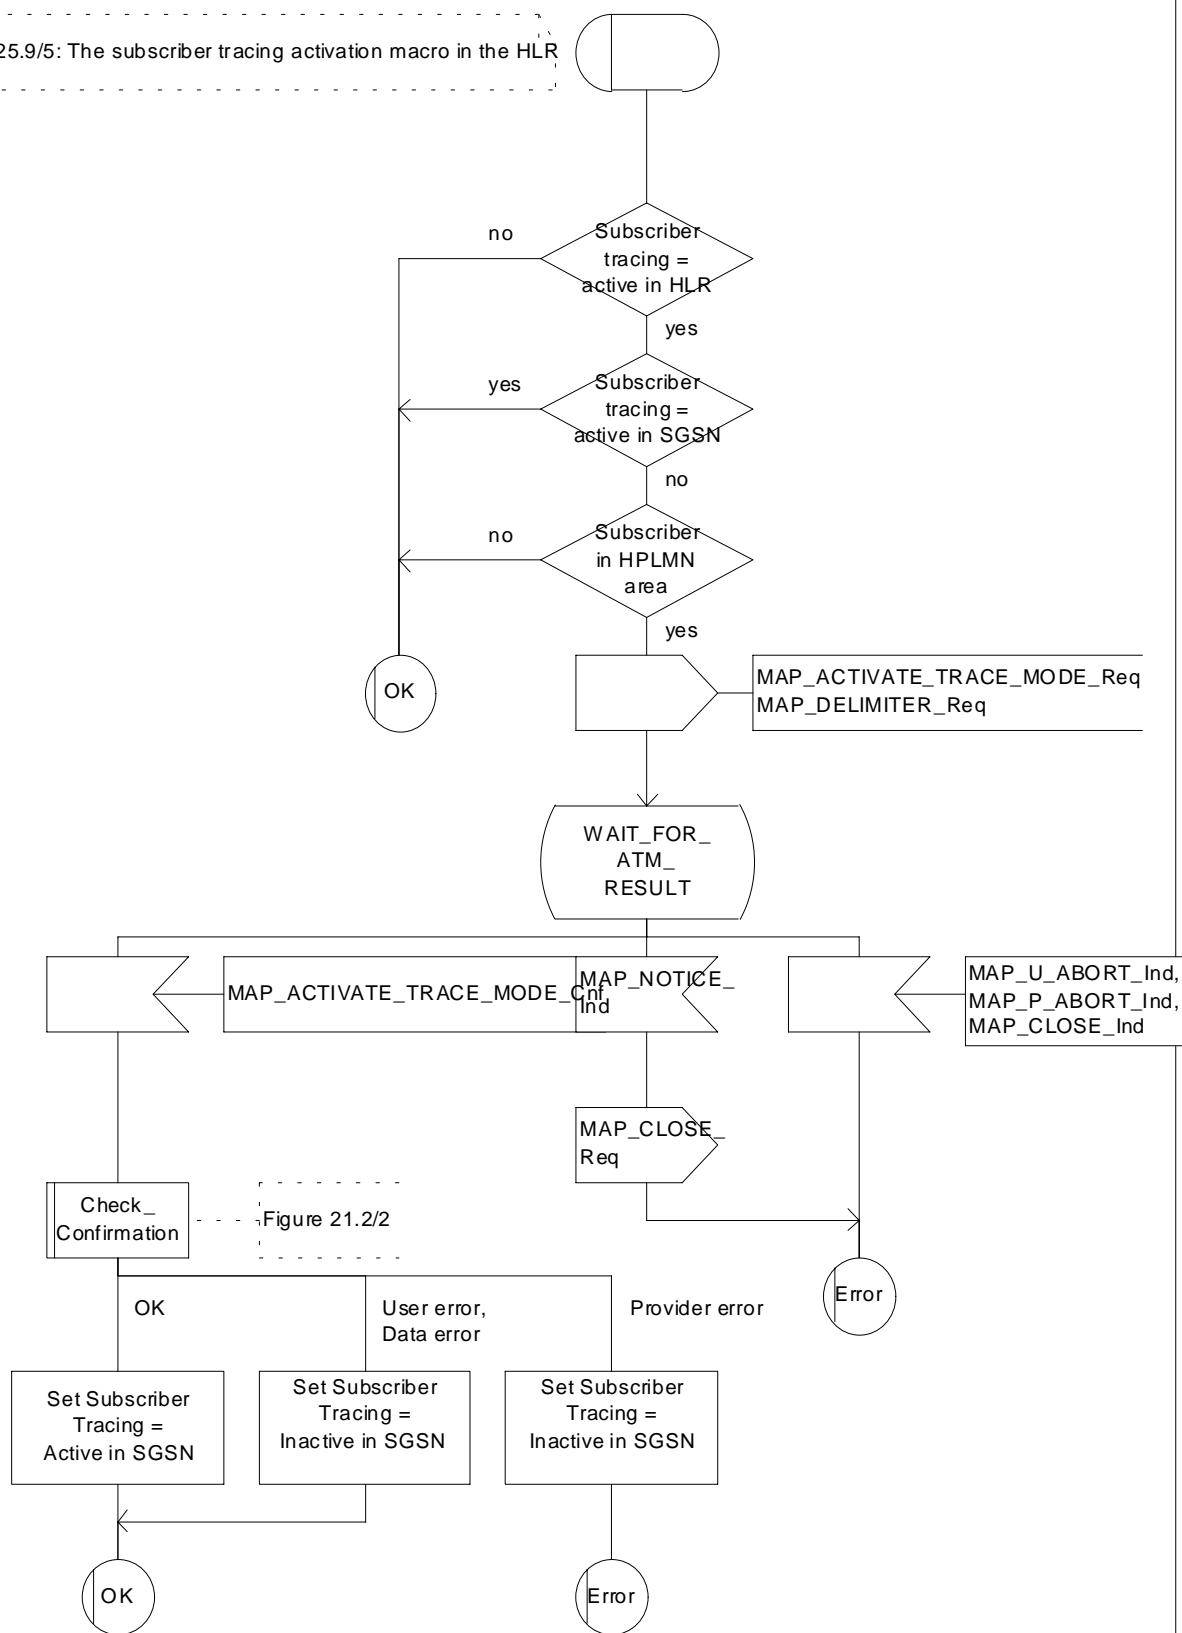 25.9/5: The subscriber tracing activation macro in the HLR
no
Subscriber
tracing =
active in HLR
yes
yes
Subscriber
tracing =
active in SGSN
no
no
Subscriber
in HPLMN
area
yes
OK
MAP_ACTIVATE_TRACE_MODE_Req
MAP_DELIMITER_Req
WAIT_FOR_
ATM_
RESULT
MAP_ACTIVATE_TRACE_MODE_Cnf
MAP_NOTICE_
Ind
MAP_U_ABORT_Ind,
MAP_P_ABORT_Ind,
MAP_CLOSE_Ind
MAP_CLOSE_
Req
Check_
Confirmation
Figure 21.2/2
Error
OK
User error,
Data error
Provider error
Set Subscriber
Tracing =
Active in SGSN
Set Subscriber
Tracing =
Inactive in SGSN
Set Subscriber
Tracing =
Inactive in SGSN
OK
Error